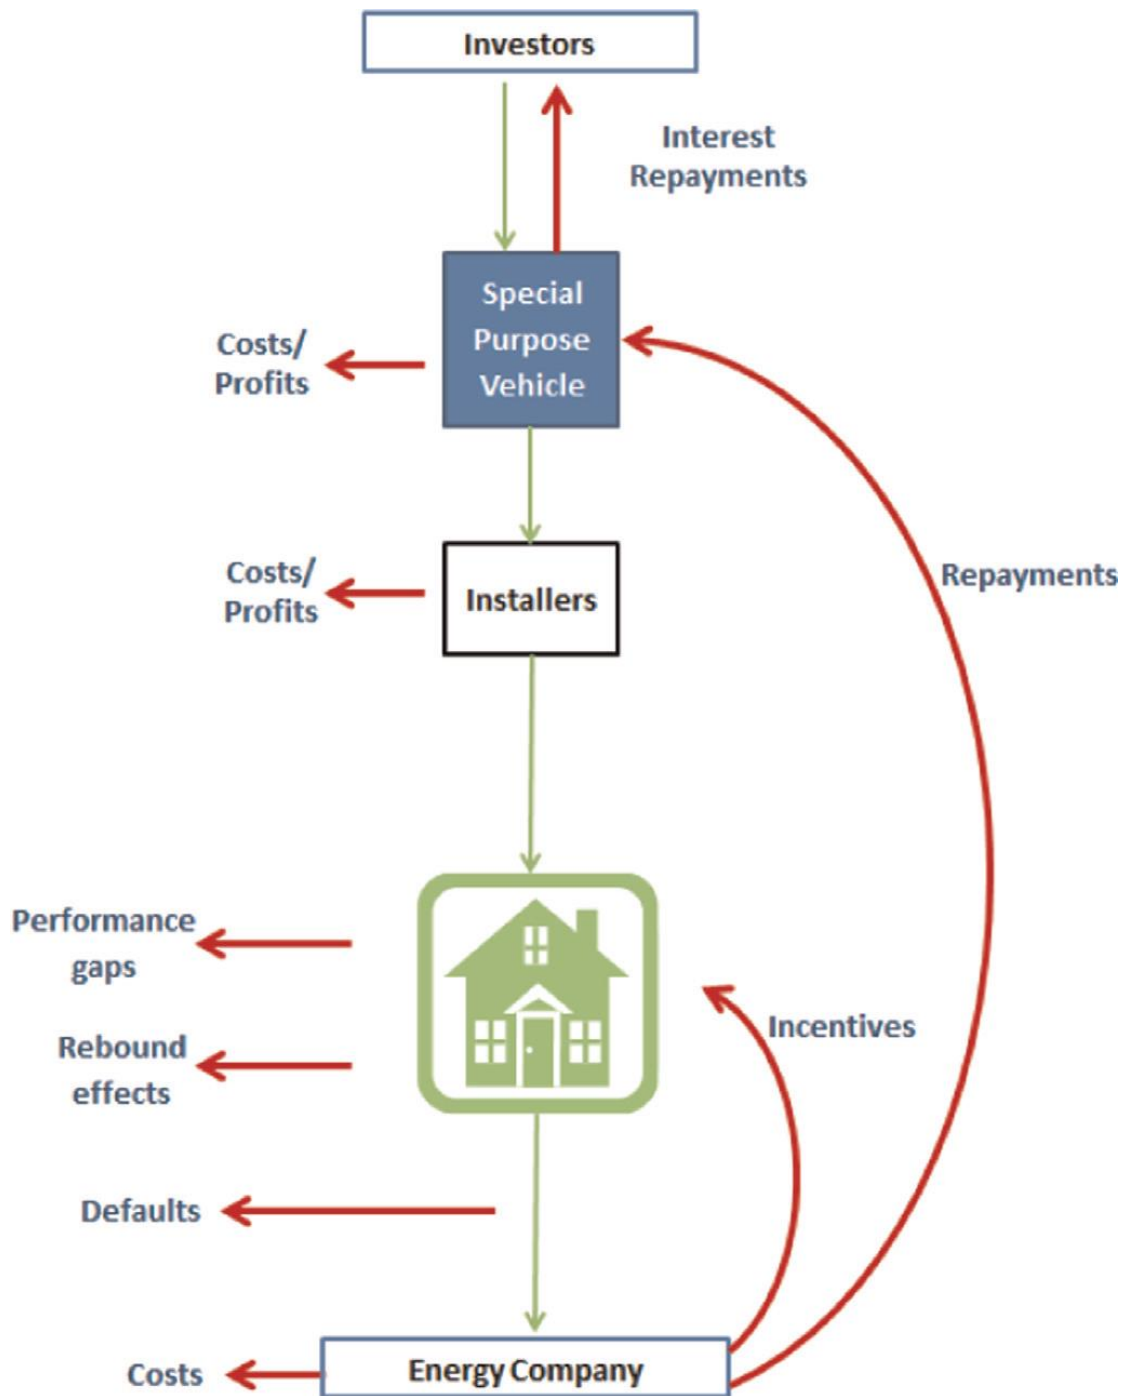 Investors
Interest
Repayments
Special
Purpose
Vehicle
Costs/
Profits
Installers
Costs/
Profits
Repayments
Performance
gaps
Rebound
effects
Incentives
Defaults
Energy Company
Costs